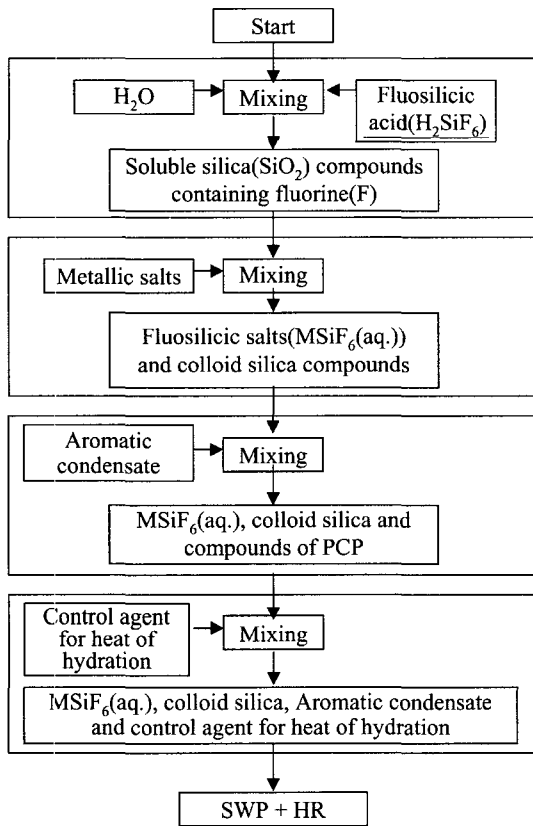 Start
H₂O
Mixing
Fluosilicic
acid(H₂SiF₆)
Soluble silica(SiO₂) compounds
containing fluorine(F)
Metallic salts
Mixing
Fluosilicic salts(MSiF₆(aq.))
and colloid silica compounds
Aromatic
condensate
Mixing
MSiF₆(aq.), colloid silica and
compounds of PCP
Control agent
for heat of
hydration
Mixing
MSiF₆(aq.), colloid silica, Aromatic condensate
and control agent for heat of hydration
SWP + HR